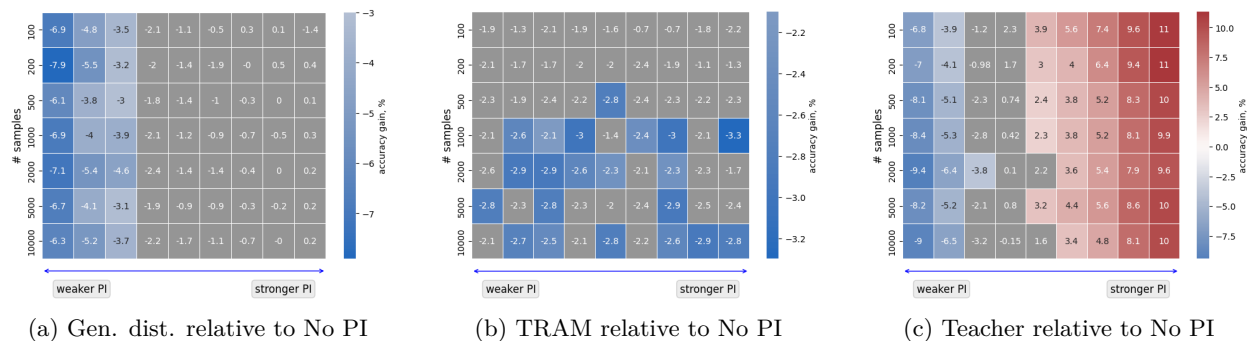 # samples
100 -6.9 -4.8 -3.5 -2.1 -1.1 -0.5 0.3 0.1 -1.4
200 -7.9 -5.5 -3.2 -2 -1.4 -1.9 -0 0.5 0.4
500 -6.1 -3.8 -3 -1.8 -1.4 -1 -0.3 0 0.1
1000 -6.9 -4 -3.9 -2.1 -1.2 -0.9 -0.7 -0.5 0.3
2000 -7.1 -5.4 -4.6 -2.4 -0.8 -1.4 -0.4 0 0.2
5000 -6.7 -4.1 -3.1 -1.9 -0.9 -0.9 -0.3 -0.2 0.2
10000 -6.3 -5.2 -3.7 -2.2 -1.7 -1.1 -0.7 -0 0.2
−3
−4
−5
−6
−7
accuracy gain, %
weaker PI stronger PI
(a) Gen. dist. relative to No PI
# samples
100 -1.9 -1.3 -2.1 -1.9 -1.6 -0.7 -0.7 -1.8 -2.2
200 -2.1 -1.7 -1.7 -2 -1.9 -2.4 -1.9 -1.1 -1.3
500 -2.3 -1.9 -2.4 -2.2 -2.8 -2.4 -2.3 -2.3 -2.3
1000 -2.1 -2.6 -2.1 -3 -1.4 -2.4 -3 -2.1 -3.3
2000 -2.6 -2.9 -2.9 -2.6 -2.3 -2.1 -2.3 -2.1 -1.7
5000 -2.8 -2.3 -2.8 -2.3 -2 -2.4 -2.9 -2.5 -2.4
10000 -2.1 -2.7 -2.5 -2.1 -2.8 -2.2 -2.6 -2.9 -2.8
−2.2
−2.4
−2.6
−2.8
−3.0
−3.2
accuracy gain, %
weaker PI stronger PI
(b) TRAM relative to No PI
# samples
100 -6.8 -3.9 -1.2 2.3 3.9 5.6 7.4 9.6 11
200 -7 -4.1 -0.98 1.7 3 4 6.4 9.4 11
500 -8.1 -5.1 -2.3 0.74 2.4 3.8 5.2 8.3 10
1000 -8.4 -5.3 -2.8 0.42 2.3 3.8 5.2 8.1 9.9
2000 -9.4 -6.4 -3.8 0.1 2.2 3.6 5.4 7.9 9.6
5000 -8.2 -5.2 -2.1 0.8 3.2 4.4 5.6 8.6 10
10000 -9 -6.5 -3.2 -0.15 1.6 3.4 4.8 8.1 10
10.0
7.5
5.0
2.5
0.0
−2.5
−5.0
−7.5
accuracy gain, %
weaker PI stronger PI
(c) Teacher relative to No PI